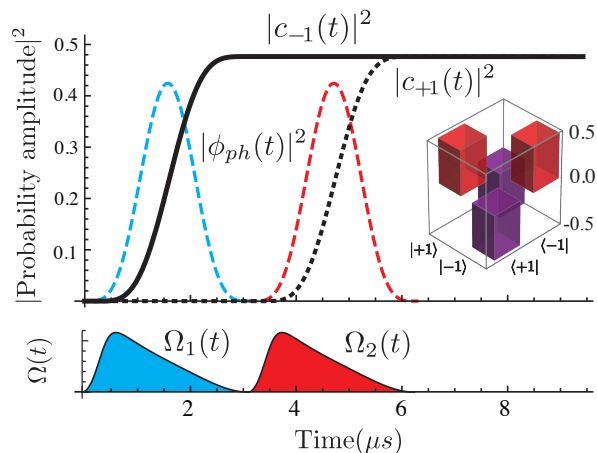 |c₋₁(t)|²
0.5
|c₊₁(t)|²
0.4
0.5
|ϕ_ph(t)|²
0.3
0.0
0.2
-0.5
|+1⟩ ⟨-1|
|-1⟩ ⟨+1|
0.1
|Probability amplitude|²
Ω₁(t) Ω₂(t)
Ω(t)
2 4 6 8
Time(μs)